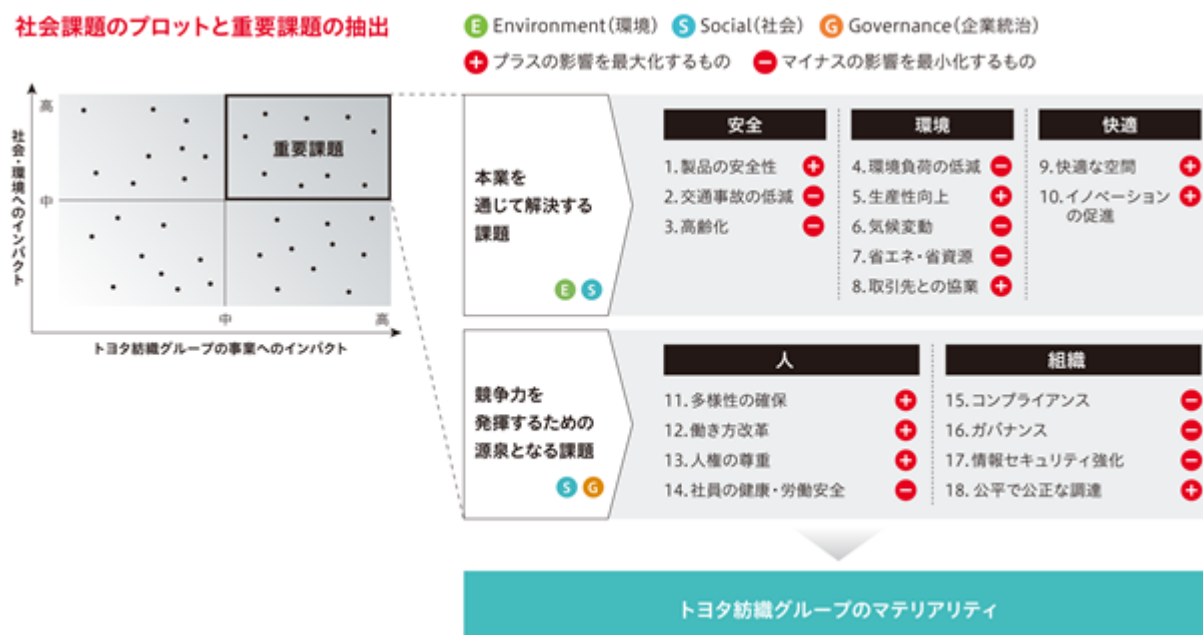 社会課題のプロットと重要課題の抽出
E Environment(環境) S Social(社会) G Governance(企業統治)
+ プラスの影響を最大化するもの − マイナスの影響を最小化するもの
高
社会・環境へのインパクト
重要課題
中
中
高
トヨタ紡織グループの事業へのインパクト
本業を
通じて解決する
課題
E S
安全
1.製品の安全性 +
2.交通事故の低減 −
3.高齢化 −
環境
4.環境負荷の低減 −
5.生産性向上 +
6.気候変動 −
7.省エネ・省資源 −
8.取引先との協業 +
快適
9.快適な空間 +
10.イノベーション +
の促進
競争力を
発揮するための
源泉となる課題
S G
人
11.多様性の確保 +
12.働き方改革 +
13.人権の尊重 +
14.社員の健康・労働安全 −
組織
15.コンプライアンス −
16.ガバナンス −
17.情報セキュリティ強化 −
18.公平で公正な調達 +
トヨタ紡織グループのマテリアリティ